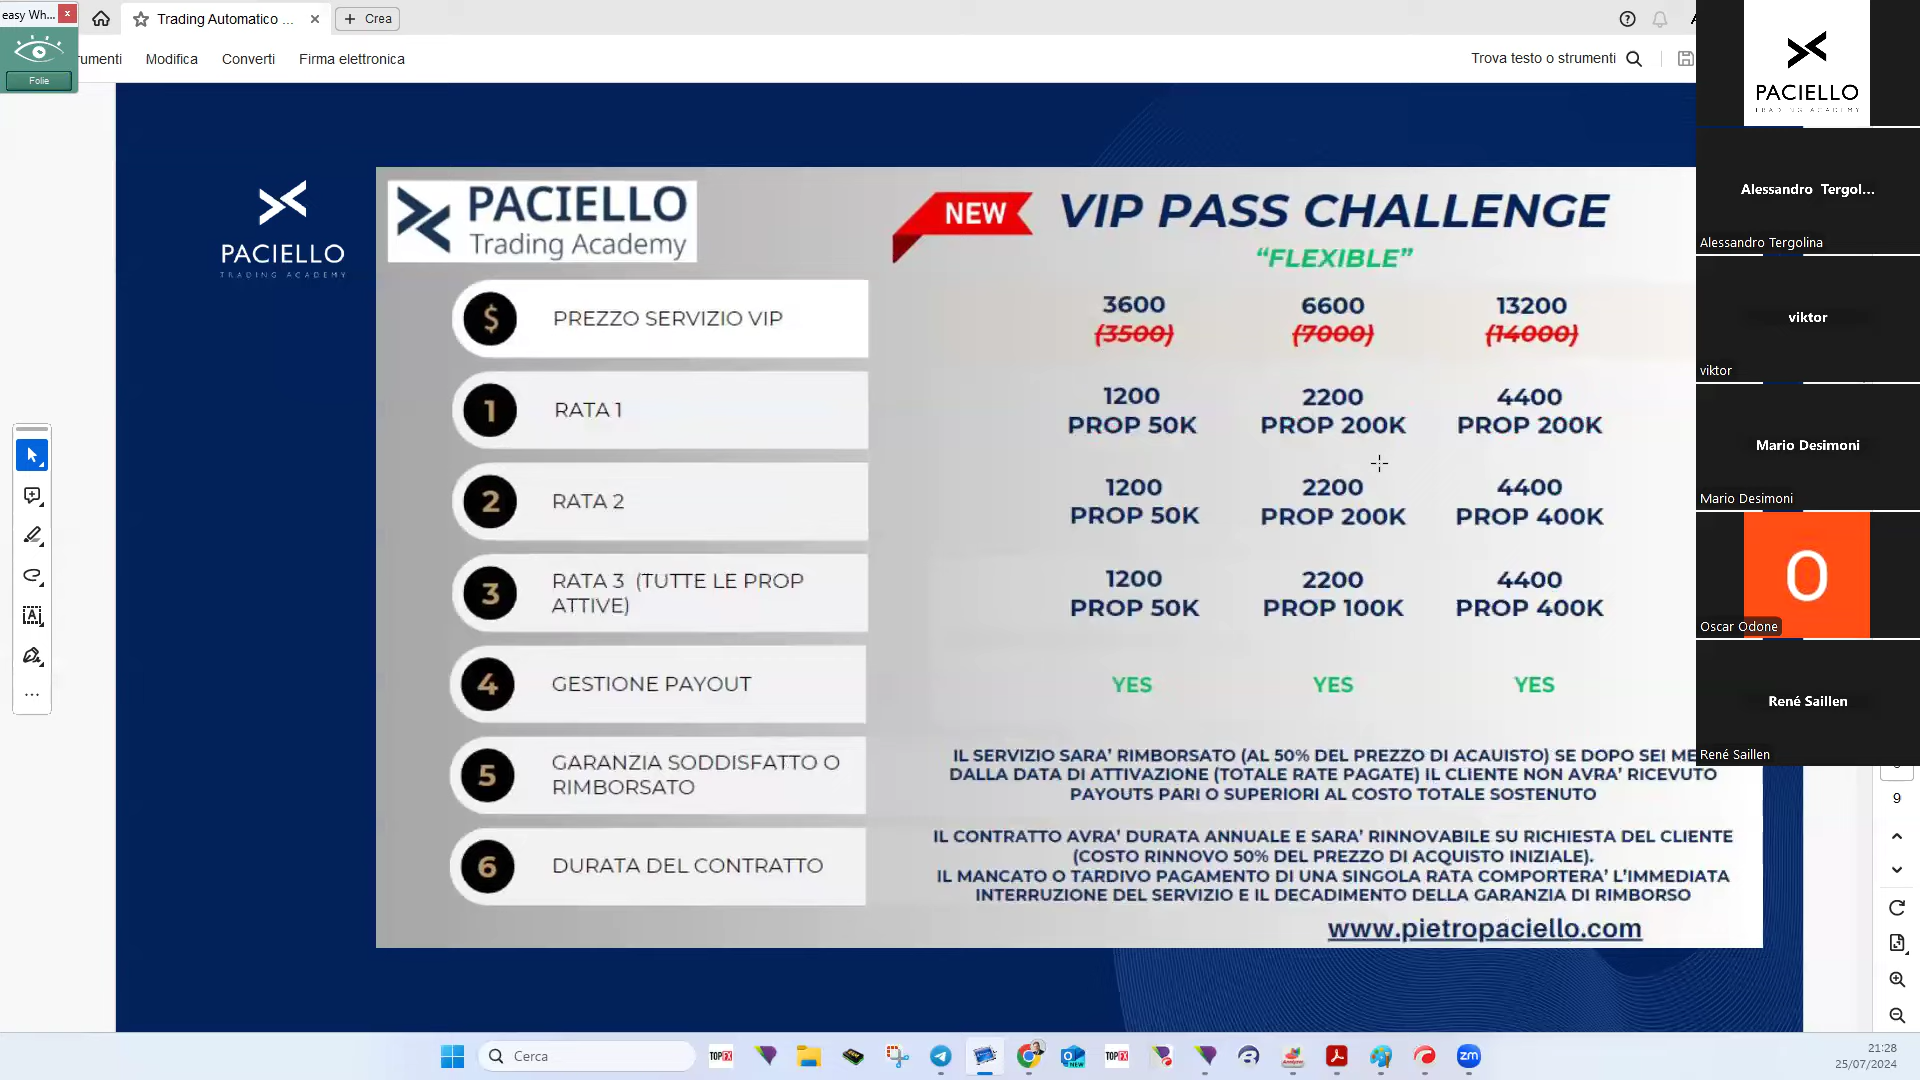 easy Wh...
Folie
Trading Automatico ...
Crea
rumenti
Modifica
Converti
Firma elettronica
Trova testo o strumenti
PACIELLO
TRADING ACADEMY
PACIELLO
TRADING ACADEMY
PACIELLO
Trading Academy
NEW
VIP PASS CHALLENGE
“FLEXIBLE”
$
PREZZO SERVIZIO VIP
3600
6600
13200
(3500)
(7000)
(14000)
1
RATA 1
1200
PROP 50K
2200
PROP 200K
4400
PROP 200K
2
RATA 2
1200
PROP 50K
2200
PROP 200K
4400
PROP 400K
3
RATA 3 (TUTTE LE PROP
ATTIVE)
1200
PROP 50K
2200
PROP 100K
4400
PROP 400K
4
GESTIONE PAYOUT
YES
YES
YES
5
GARANZIA SODDISFATTO O
RIMBORSATO
IL SERVIZIO SARA’ RIMBORSATO (AL 50% DEL PREZZO DI ACAUISTO) SE DOPO SEI ME
DALLA DATA DI ATTIVAZIONE (TOTALE RATE PAGATE) IL CLIENTE NON AVRA’ RICEVUTO
PAYOUTS PARI O SUPERIORI AL COSTO TOTALE SOSTENUTO
6
DURATA DEL CONTRATTO
IL CONTRATTO AVRA’ DURATA ANNUALE E SARA’ RINNOVABILE SU RICHIESTA DEL CLIENTE
(COSTO RINNOVO 50% DEL PREZZO DI ACQUISTO INIZIALE).
IL MANCATO O TARDIVO PAGAMENTO DI UNA SINGOLA RATA COMPORTERA’ L’IMMEDIATA
INTERRUZIONE DEL SERVIZIO E IL DECADIMENTO DELLA GARANZIA DI RIMBORSO
www.pietropaciello.com
Alessandro Tergol...
Alessandro Tergolina
viktor
viktor
Mario Desimoni
Mario Desimoni
O
Oscar Odone
René Saillen
René Saillen
9
Cerca
TOPFX
NEW
TOPFX
zm
21:28
25/07/2024